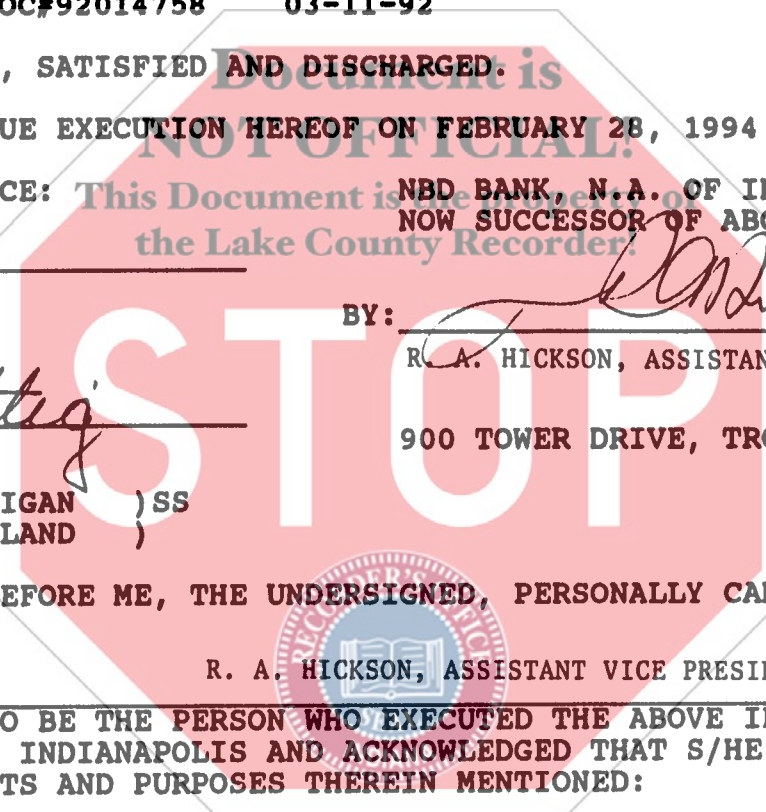 OC#92014758 03-11-92
, SATISFIED AND DISCHARGED.
Document is
UE EXECUTION HEREOF ON FEBRUARY 28, 1994
NOT OFFICIAL!
CE: NBD BANK, N.A. OF
This Document is the property of
NOW SUCCESSOR OF
the Lake County Recorder!
BY:
R. A. HICKSON, ASSISTAN
STOP
900 TOWER DRIVE, TRO
IGAN )SS
LAND )
EFORE ME, THE UNDERSIGNED, PERSONALLY CA
RECORDER'S OFFICE
R. A. HICKSON, ASSISTANT VICE PRESI
O BE THE PERSON WHO EXECUTED THE ABOVE I
INDIANAPOLIS AND ACKNOWLEDGED THAT S/HE
TS AND PURPOSES THEREIN MENTIONED: